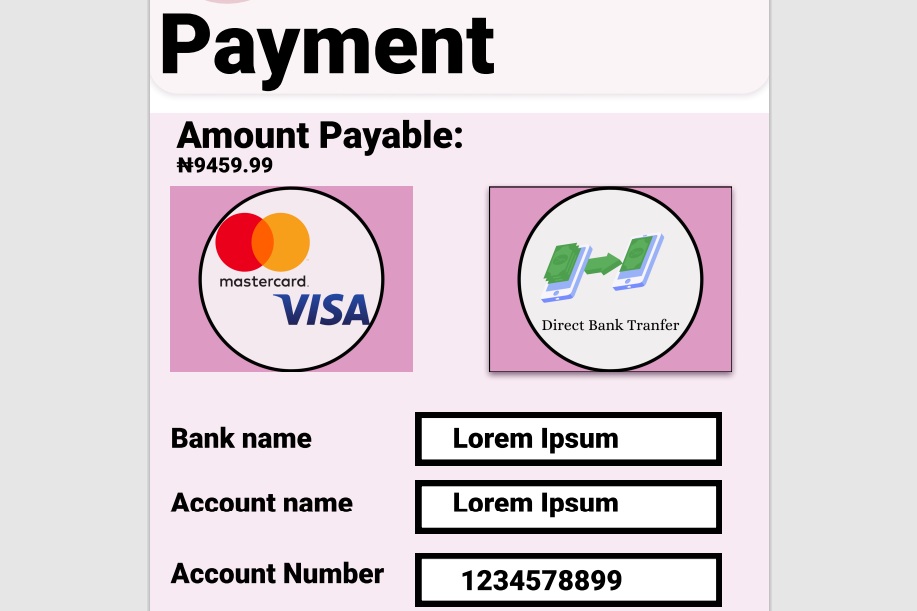 Payment
Amount Payable:
₦9459.99
mastercard.
VISA
Direct Bank Tranfer
Bank name
Lorem Ipsum
Account name
Lorem Ipsum
Account Number
1234578899